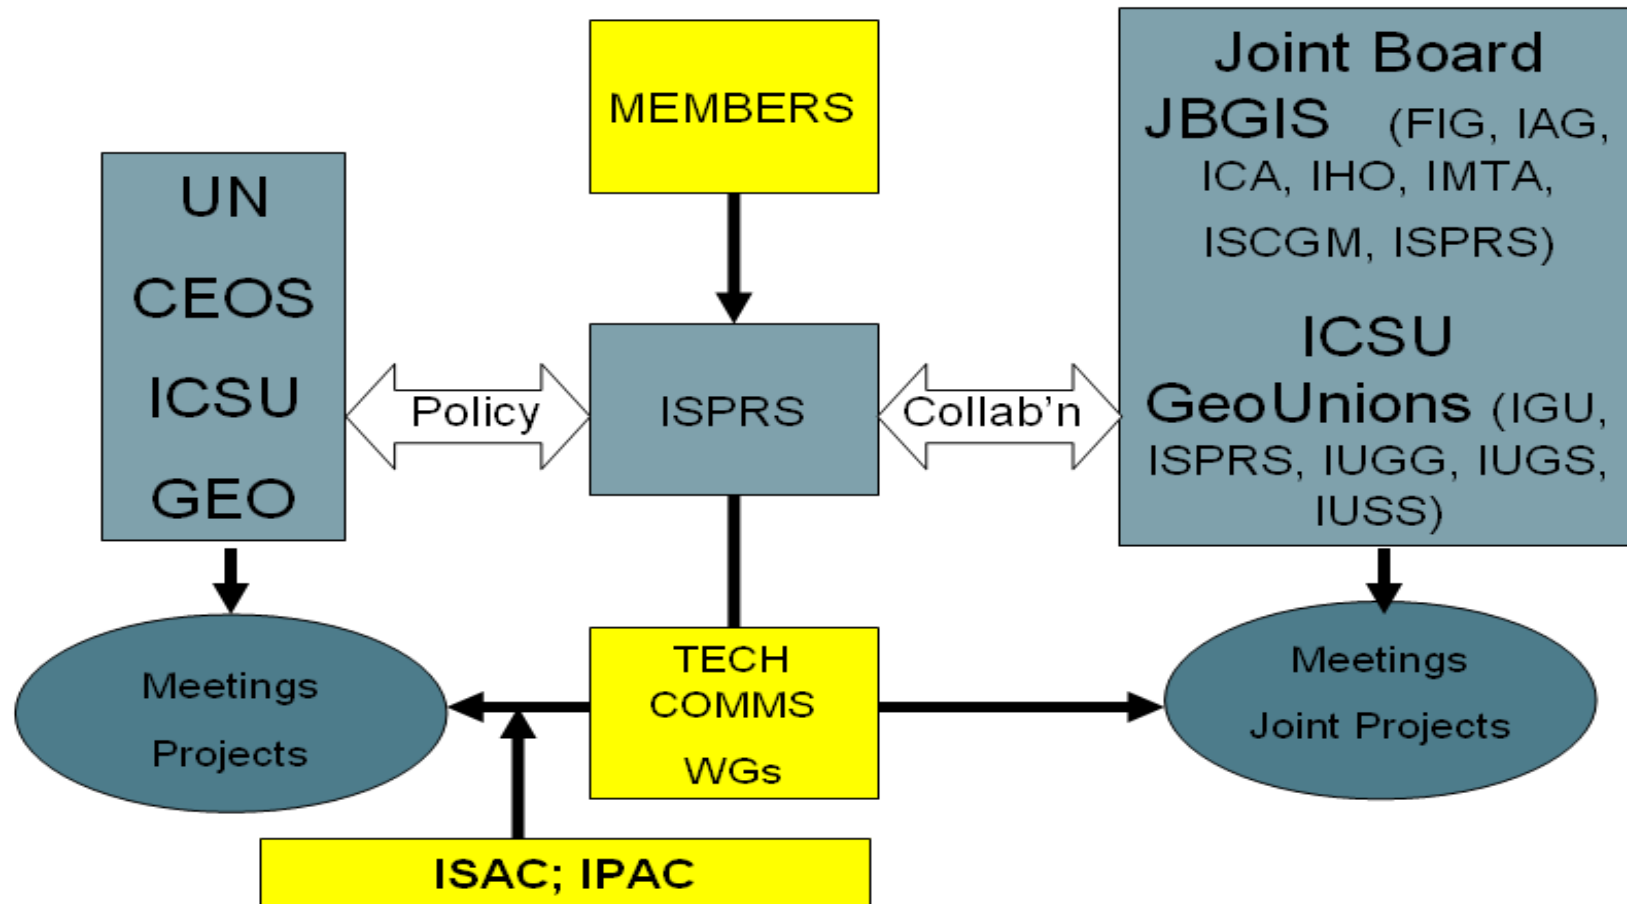 MEMBERS
UN
CEOS
ICSU
GEO
Policy
ISPRS
Collab'n
Joint Board
JBGIS (FIG, IAG,
ICA, IHO, IMTA,
ISCGM, ISPRS)
ICSU
GeoUnions (IGU,
ISPRS, IUGG, IUGS,
IUSS)
Meetings
Projects
TECH
COMMS
WGs
Meetings
Joint Projects
ISAC; IPAC